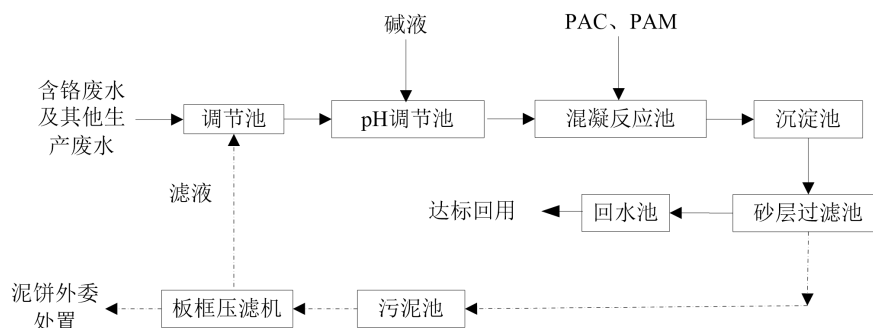 碱液
PAC、PAM
含铬废水
及其他生
产废水
调节池
pH调节池
混凝反应池
沉淀池
滤液
达标回用
回水池
砂层过滤池
泥饼外委
处置
板框压滤机
污泥池